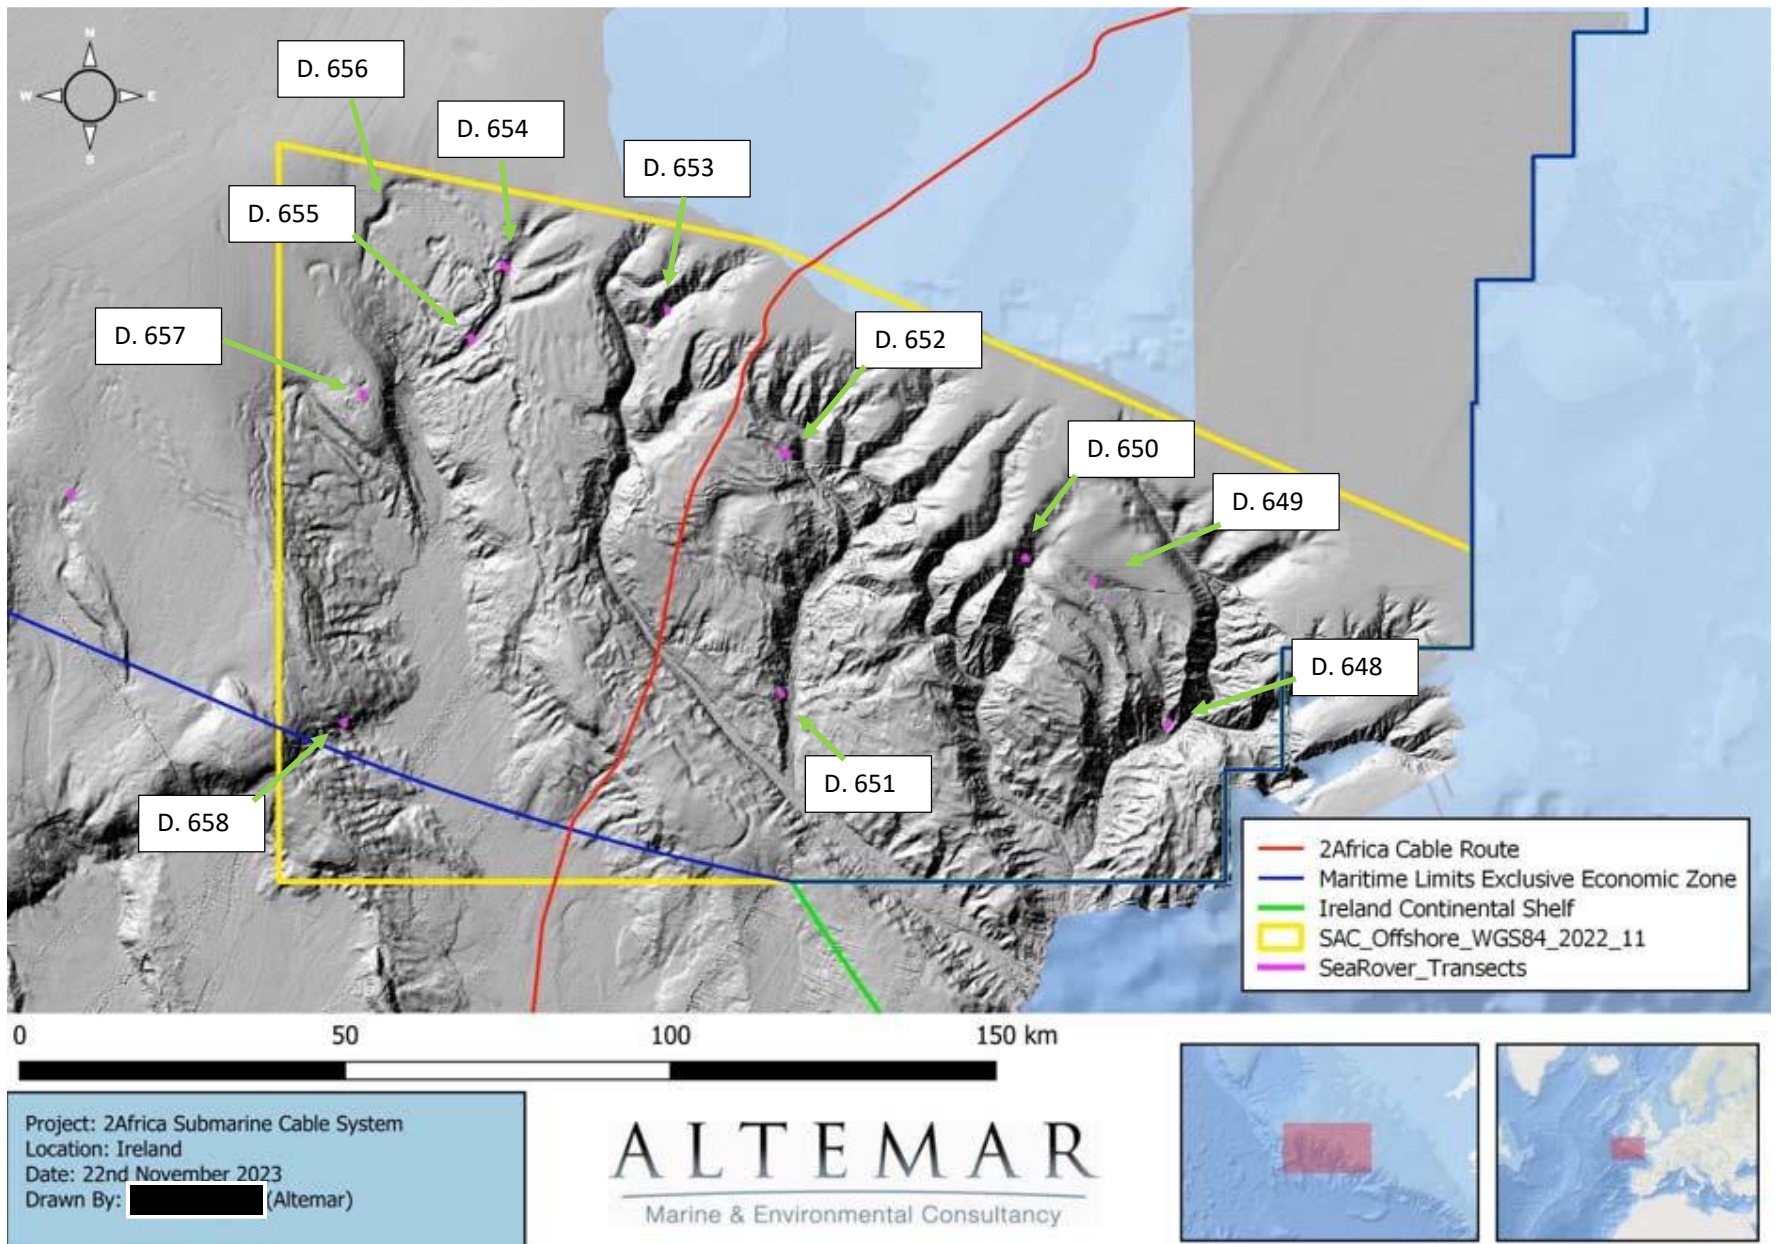 N
W
E
S
D. 656
D. 654
D. 653
D. 655
D. 657
D. 652
D. 650
D. 649
D. 648
D. 651
D. 658
2Africa Cable Route
Maritime Limits Exclusive Economic Zone
Ireland Continental Shelf
SAC_Offshore_WGS84_2022_11
SeaRover_Transects
0 50 100 150 km
Project: 2Africa Submarine Cable System
Location: Ireland
Date: 22nd November 2023
Drawn By: (Altemar)
ALTEMAR
Marine & Environmental Consultancy